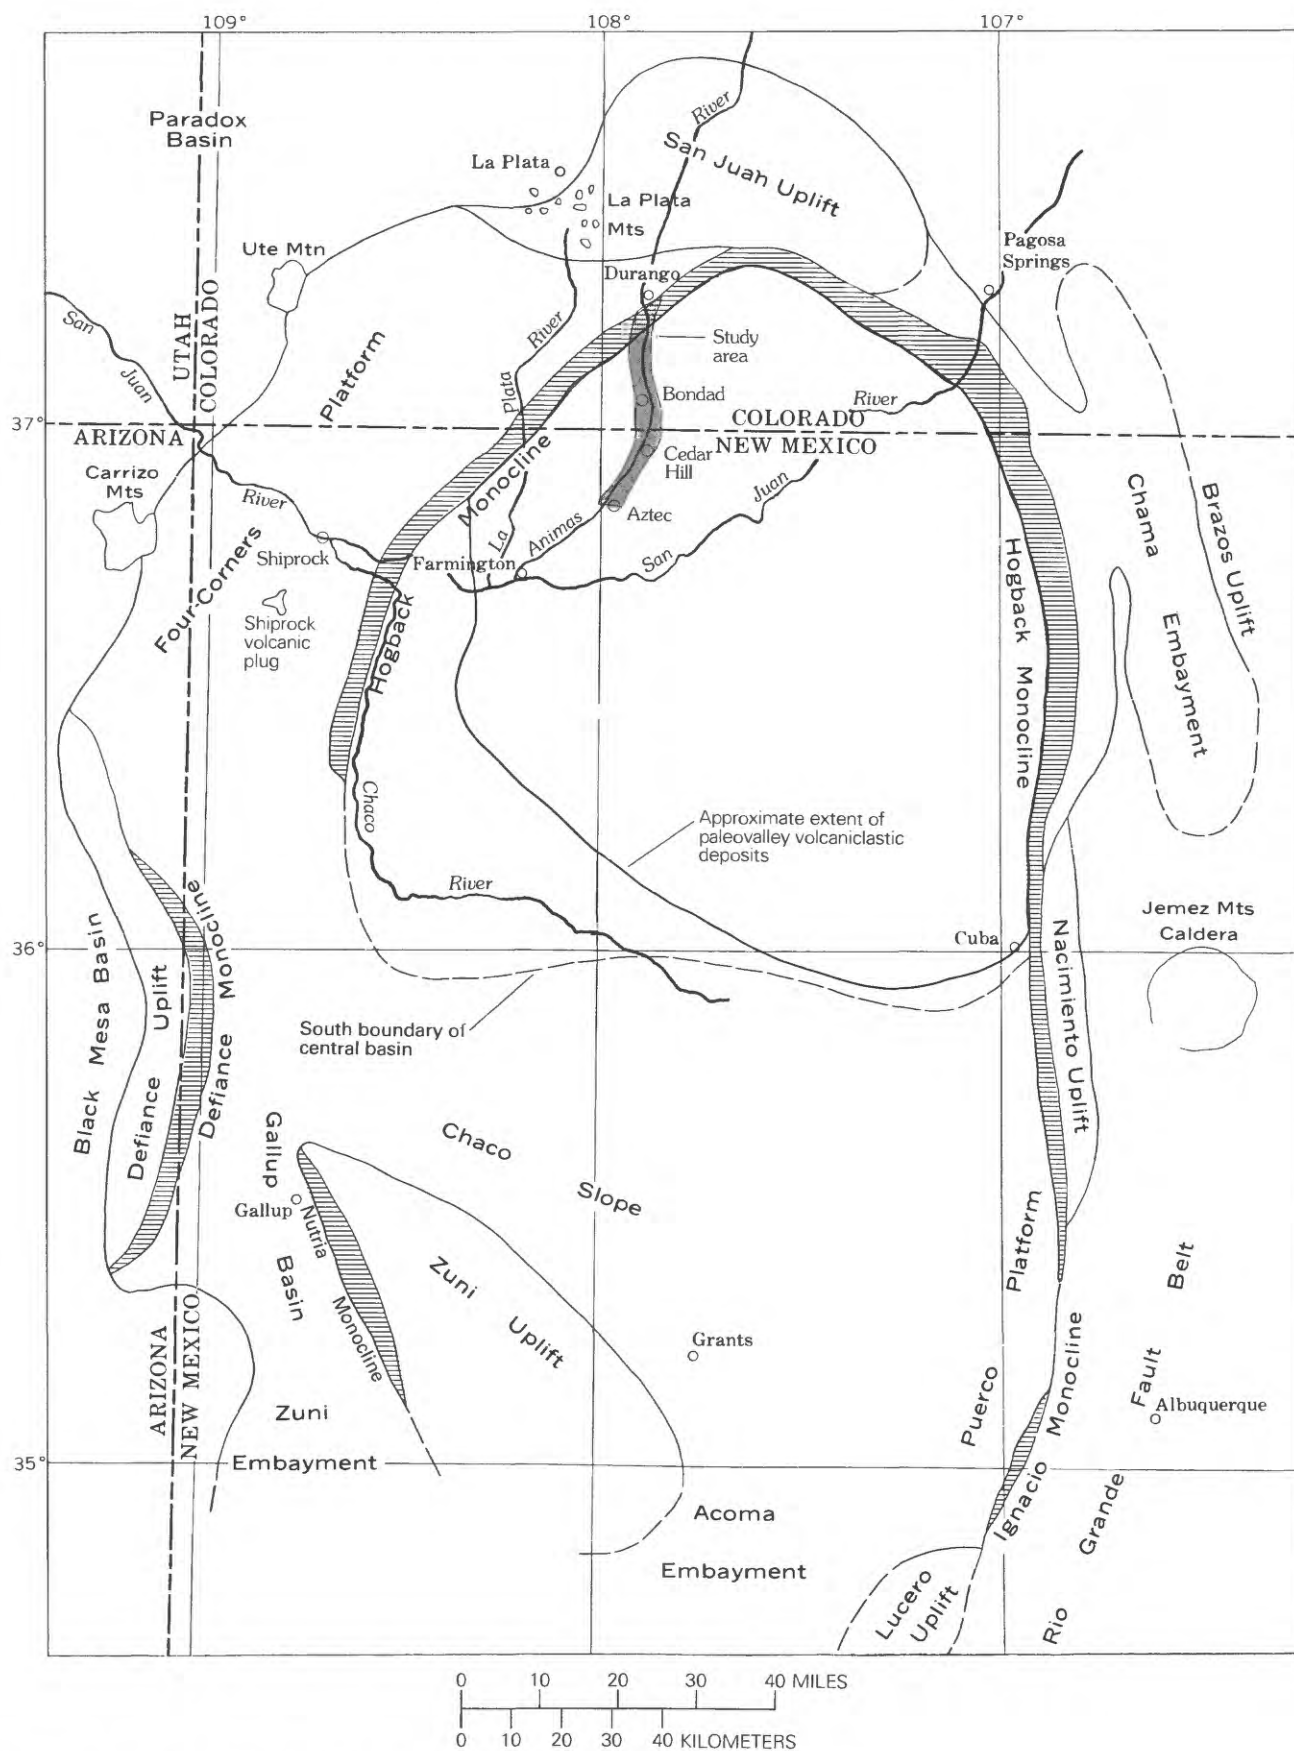 109°
108°
107°
Paradox
Basin
La Plata
La Plata
Mts
River
San Juan Uplift
Ute Mtn
Durango
Pagosa
Springs
San
Juan
River
UTAH
COLORADO
Platform
River
Plata
La
Study
area
Bondad
River
COLORADO
NEW MEXICO
37°
ARIZONA
Carrizo
Mts
Monocline
Cedar
Hill
Juan
San
Aztec
Animas
Shiprock
Farmington
Four-Corners
Shiprock
volcanic
plug
Hogback
Hogback Monocline
Chama
Embayment
Brazos Uplift
Chaco
River
Approximate extent of
paleovalley volcaniclastic
deposits
36°
Cuba
Jemez Mts
Caldera
Nacimiento Uplift
Black Mesa Basin
Defiance Uplift
Defiance Monocline
South boundary of
central basin
Gallup
Basin
Gallup
Nutria
Monocline
Chaco
Slope
Zuni
Uplift
Grants
Puerco Platform
Ignacio Monocline
Rio Grande Fault Belt
Albuquerque
ARIZONA
NEW MEXICO
Zuni
Embayment
35°
Acoma
Embayment
Lucero
Uplift
0 10 20 30 40 MILES
0 10 20 30 40 KILOMETERS